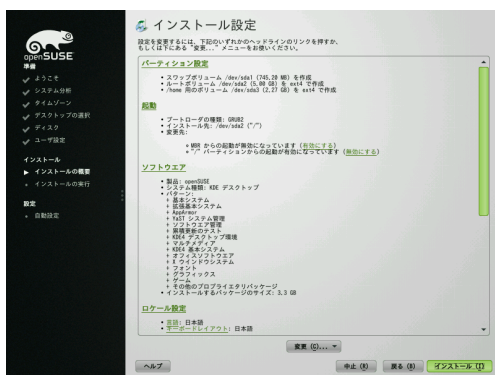 openSUSE
準備
ようこそ
システム分析
タイムゾーン
デスクトップの選択
ディスク
ユーザ設定
インストール
インストールの概要
インストールの実行
設定
自動設定
インストール設定
設定を変更するには、下記のいずれかのヘッドラインのリンクを押すか、
もしくは下にある "変更..." メニューをお使いください。
パーティション設定
• スワップボリューム /dev/sda1 (745.20 MB) を作成
• ルートボリューム /dev/sda2 (5.00 GB) を ext4 で作成
• /home 用のボリューム /dev/sda3 (2.27 GB) を ext4 で作成
起動
• ブートローダの種類: GRUB2
• インストール先: /dev/sda2 ("/")
• 変更先:
MBR からの起動が無効になっています (有効にする)
"/" パーティションからの起動が有効になっています (無効にする)
ソフトウエア
• 製品: openSUSE
• システム種類: KDE デスクトップ
• パターン:
+ 基本システム
+ 拡張基本システム
+ AppArmor
+ YaST システム管理
+ ソフトウエア管理
+ 累積更新のテスト
+ KDE4 デスクトップ環境
+ マルチメディア
+ KDE4 基本システム
+ オフィスソフトウエア
+ X ウインドウシステム
+ フォント
+ グラフィックス
+ ゲーム
+ その他のプロプライエタリパッケージ
• インストールするパッケージのサイズ: 3.3 GB
ロケール設定
• 言語: 日本語
• キーボードレイアウト: 日本語
変更 (C)...
ヘルプ
中止 (R)
戻る (B)
インストール (I)